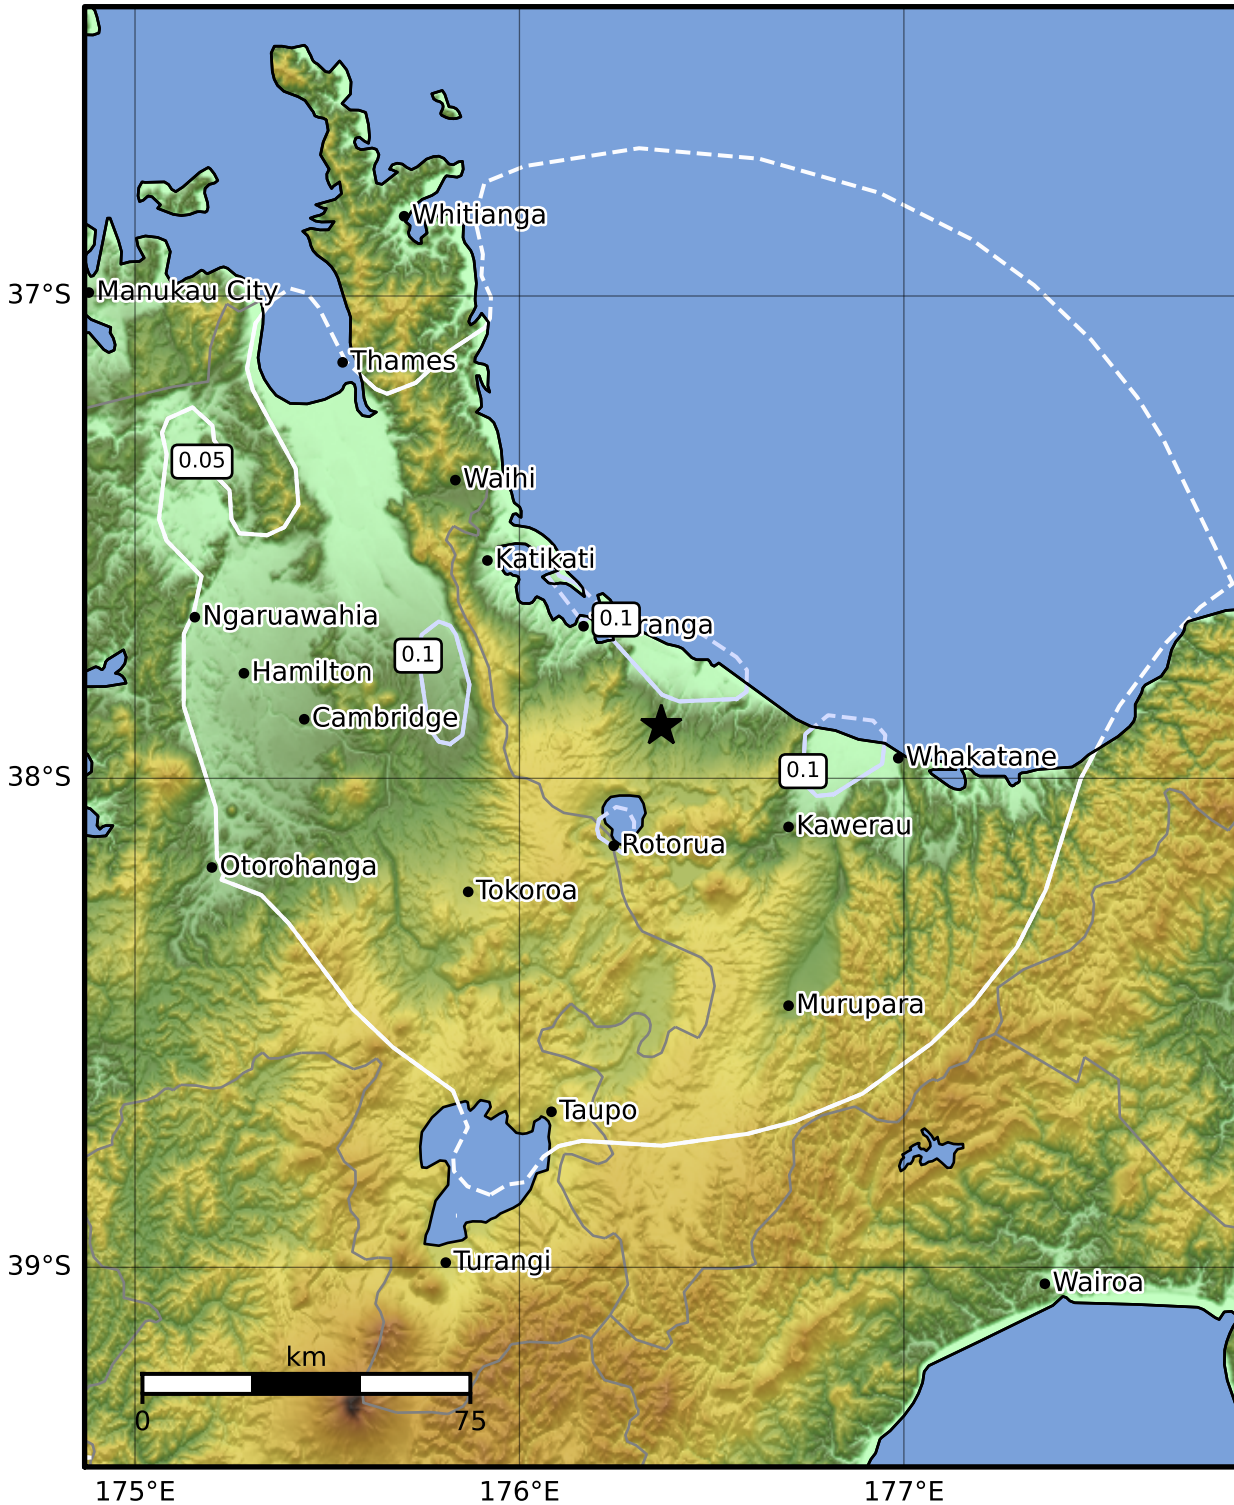 Whitianga
37°S
Manukau City
Thames
0.05
Waihi
Katikati
Ngaruawahia
0.1
ranga
0.1
Hamilton
Cambridge
Whakatane
38°S
0.1
Kawerau
Rotorua
Otorohanga
Tokoroa
Murupara
Taupo
39°S
Turangi
Wairoa
km
0
75
175°E
176°E
177°E